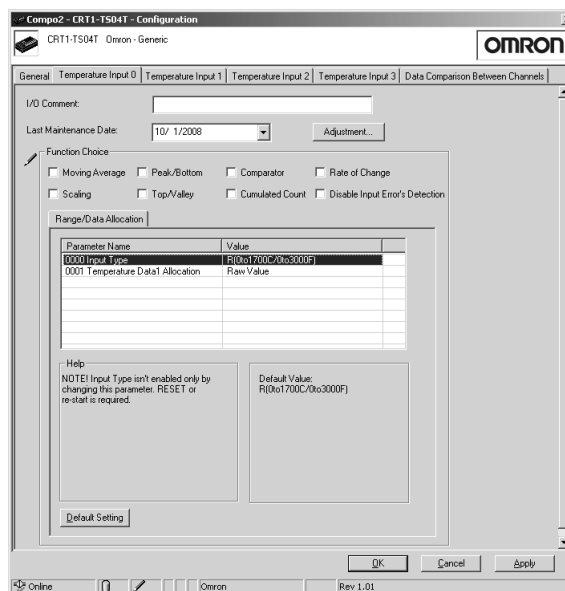 Compo2 - CRT1-TS04T - Configuration
CRT1-TS04T Omron - Generic
OMRON
General Temperature Input 0 Temperature Input 1 Temperature Input 2 Temperature Input 3 Data Comparison Between Channels
I/O Comment:
Last Maintenance Date: 10/ 1/2008 Adjustment...
Function Choice
Moving Average Peak/Bottom Comparator Rate of Change
Scaling Top/Valley Cumulated Count Disable Input Error's Detection
Range/Data Allocation
Parameter Name Value
0000 Input Type R(0to1700C/0to3000F)
0001 Temperature Data1 Allocation Raw Value
Help
NOTE! Input Type isn't enabled only by
changing this parameter. RESET or
re-start is required.
Default Value:
R(0to1700C/0to3000F)
Default Setting
OK Cancel Apply
Online Omron Rev 1.01